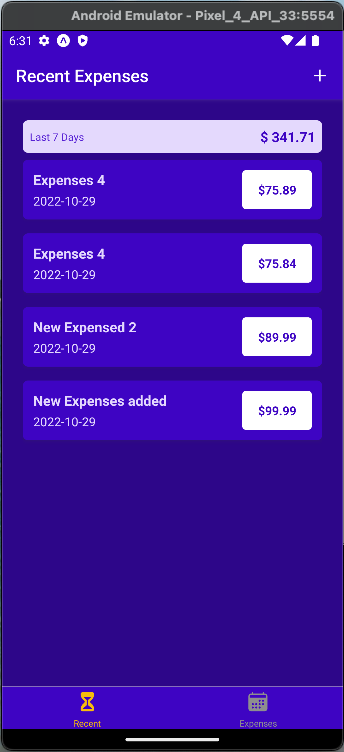 Android Emulator - Pixel_4_API_33:5554
6:31
Recent Expenses +
Last 7 Days $ 341.71
Expenses 4
2022-10-29
$75.89
Expenses 4
2022-10-29
$75.84
New Expensed 2
2022-10-29
$89.99
New Expenses added
2022-10-29
$99.99
Recent Expenses